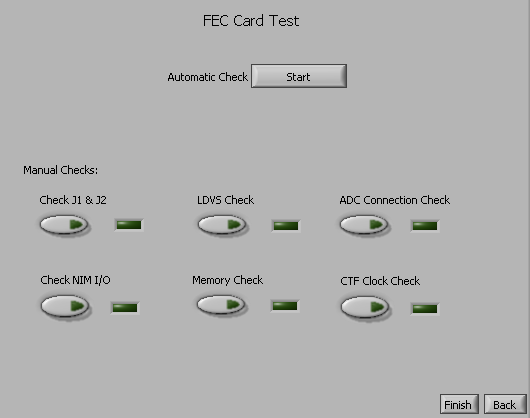 FEC Card Test
Automatic Check Start
Manual Checks:
Check J1 & J2 LDVS Check ADC Connection Check
Check NIM I/O Memory Check CTF Clock Check
Finish Back